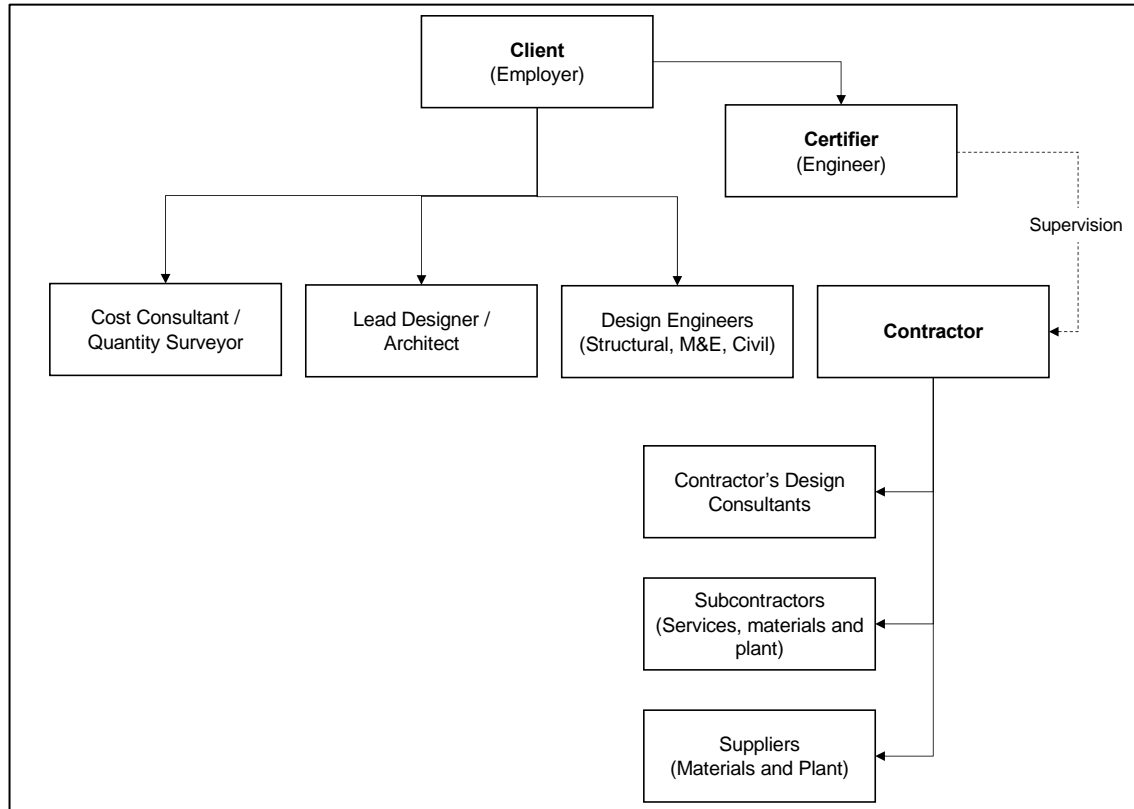 Client
(Employer)
Certifier
(Engineer)
Supervision
Cost Consultant /
Quantity Surveyor
Lead Designer /
Architect
Design Engineers
(Structural, M&E, Civil)
Contractor
Contractor’s Design
Consultants
Subcontractors
(Services, materials and
plant)
Suppliers
(Materials and Plant)